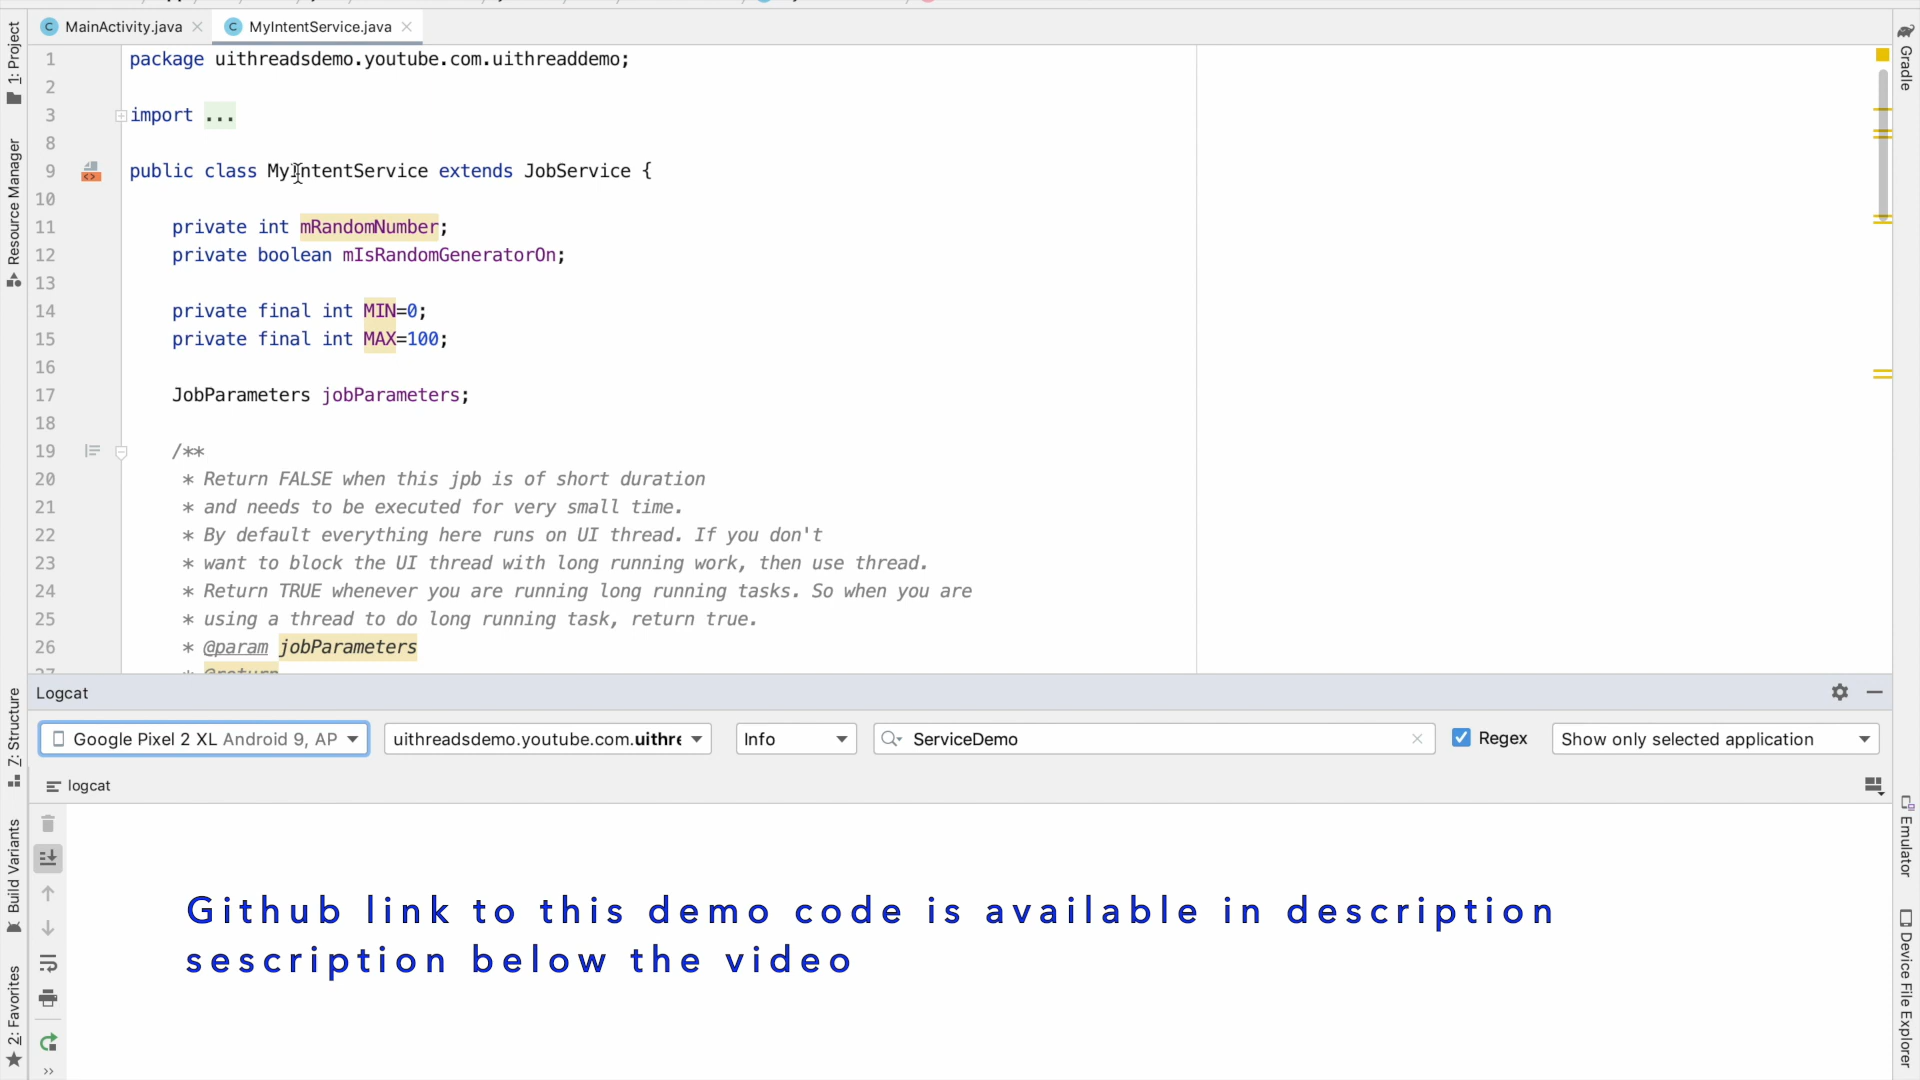 MainActivity.java
MyIntentService.java
1: Project
Resource Manager
7: Structure
Build Variants
2: Favorites
Gradle
Emulator
Device File Explorer
1 package uithreadsdemo.youtube.com.uithreaddemo;
2
3 import ...
8
9 public class MyIntentService extends JobService {
10
11 private int mRandomNumber;
12 private boolean mIsRandomGeneratorOn;
13
14 private final int MIN=0;
15 private final int MAX=100;
16
17 JobParameters jobParameters;
18
19 /**
20 * Return FALSE when this jpb is of short duration
21 * and needs to be executed for very small time.
22 * By default everything here runs on UI thread. If you don't
23 * want to block the UI thread with long running work, then use thread.
24 * Return TRUE whenever you are running long running tasks. So when you are
25 * using a thread to do long running task, return true.
26 * @param jobParameters
27 * @return
Logcat
Google Pixel 2 XL Android 9, AP
uithreadsdemo.youtube.com.uithre
Info
ServiceDemo
Regex
Show only selected application
logcat
Github link to this demo code is available in description
sescription below the video